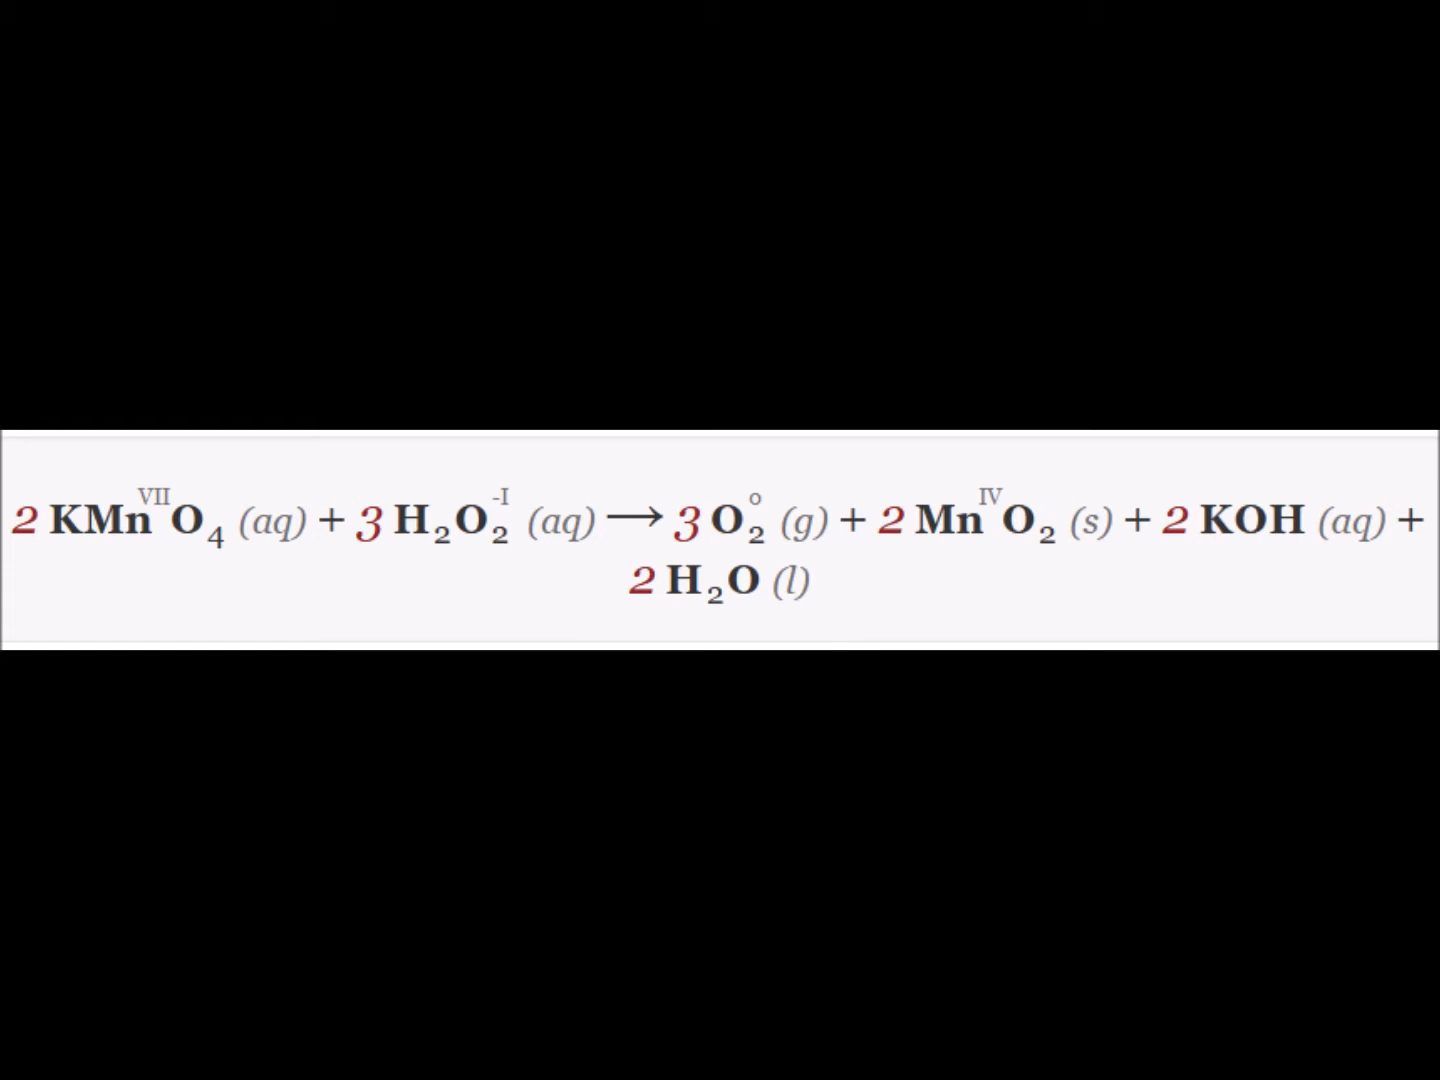 2 KMn^VII O₄ (aq) + 3 H₂O₂^-I (aq) ⟶ 3 O₂^0 (g) + 2 Mn^IV O₂ (s) + 2 KOH (aq) +
2 H₂O (l)